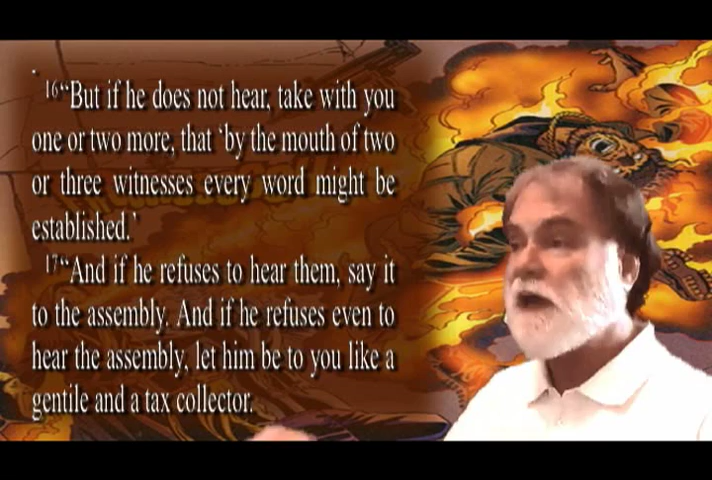 16“But if he does not hear, take with you
one or two more, that ‘by the mouth of two
or three witnesses every word might be
established.’
17“And if he refuses to hear them, say it
to the assembly. And if he refuses even to
hear the assembly, let him be to you like a
gentile and a tax collector.